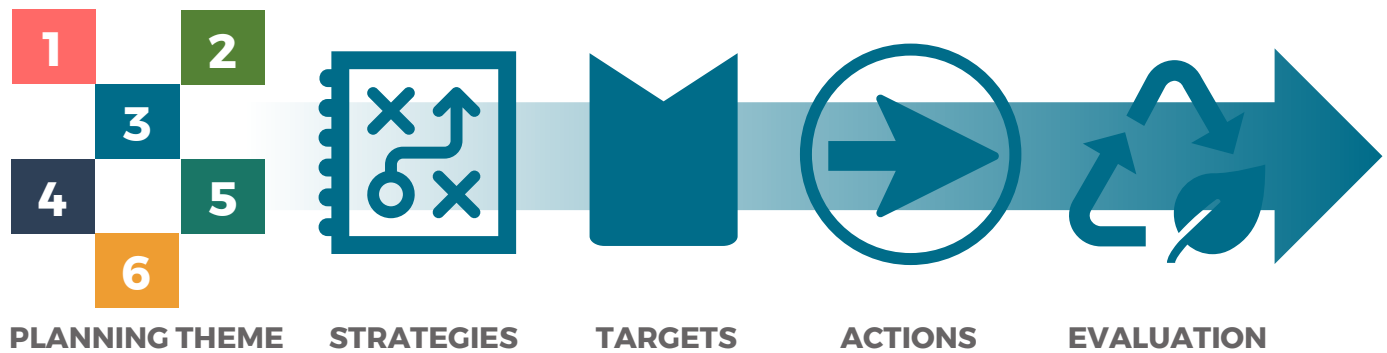 1
2
3
4
5
6
PLANNING THEME
STRATEGIES
TARGETS
ACTIONS
EVALUATION